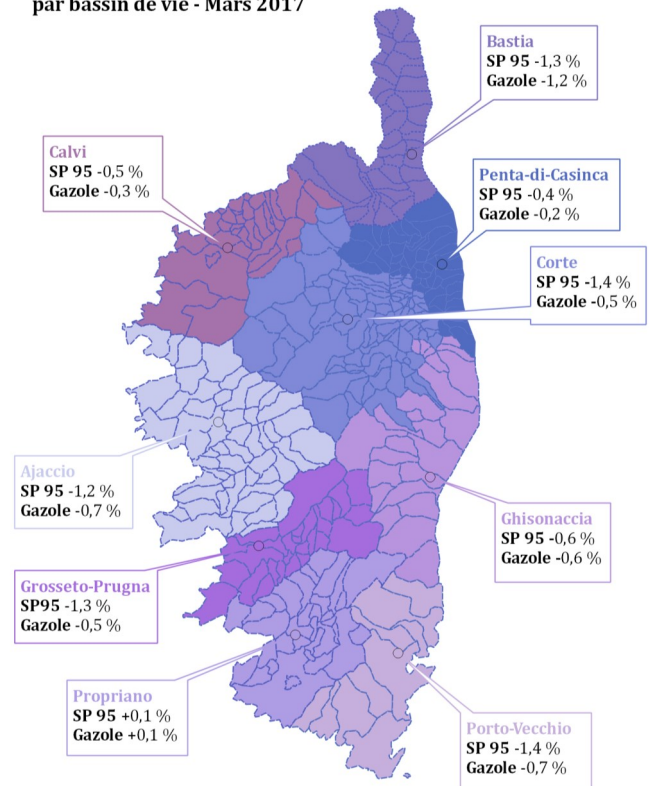 par bassin de vie - Mars 2017
Bastia
SP 95 -1,3 %
Gazole -1,2 %
Calvi
SP 95 -0,5 %
Gazole -0,3 %
Penta-di-Casinca
SP 95 -0,4 %
Gazole -0,2 %
Corte
SP 95 -1,4 %
Gazole -0,5 %
Ajaccio
SP 95 -1,2 %
Gazole -0,7 %
Ghisonaccia
SP 95 -0,6 %
Gazole -0,6 %
Grosseto-Prugna
SP95 -1,3 %
Gazole -0,5 %
Propriano
SP 95 +0,1 %
Gazole +0,1 %
Porto-Vecchio
SP 95 -1,4 %
Gazole -0,7 %